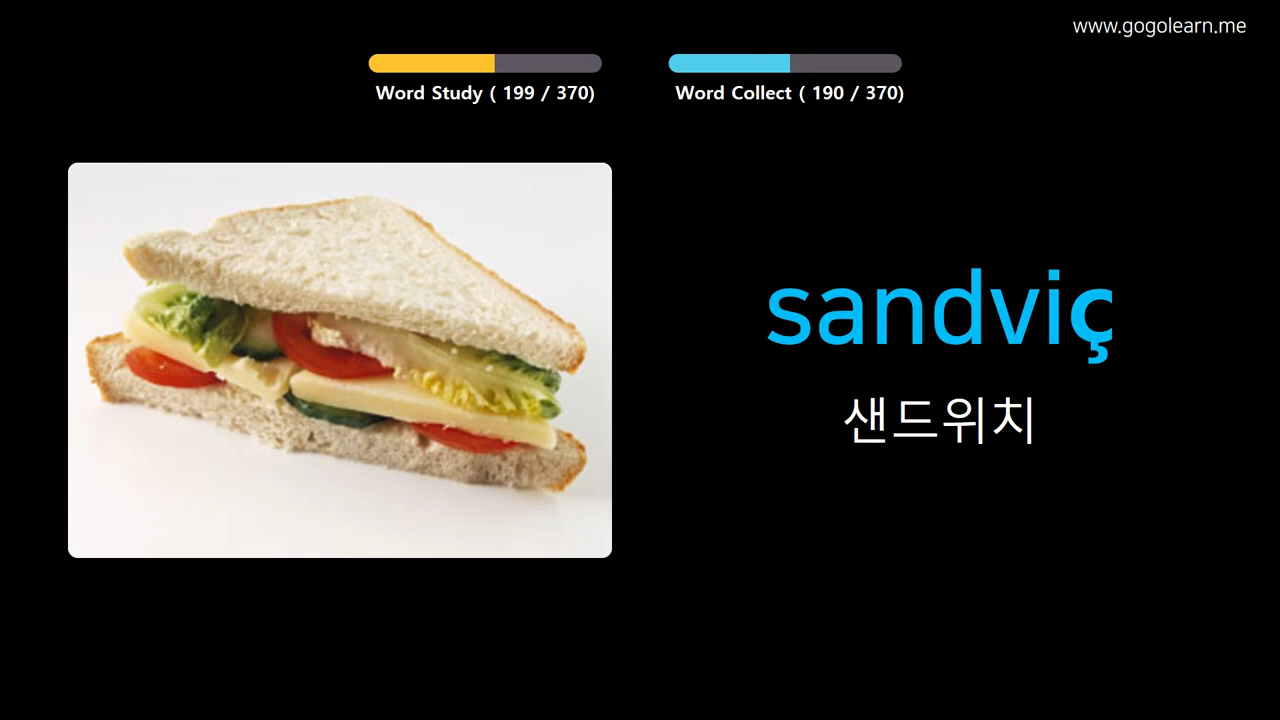 www.gogolearn.me
Word Study ( 199 / 370)
Word Collect ( 190 / 370)
sandviç
샌드위치